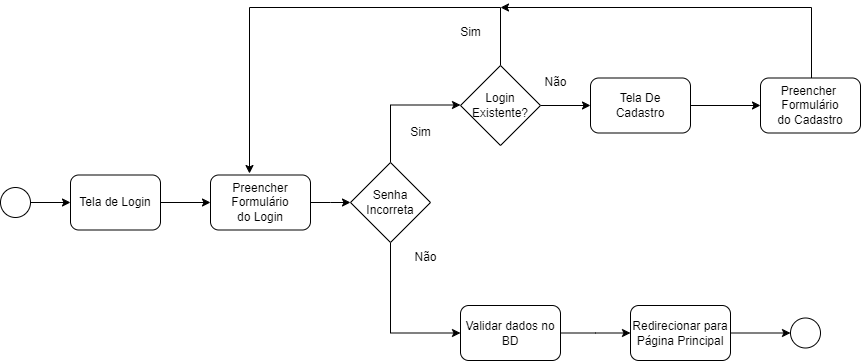 Sim
Login
Existente?
Não
Tela De
Cadastro
Preencher
Formulário
do Cadastro
Sim
Tela de Login
Preencher
Formulário
do Login
Senha
Incorreta
Não
Validar dados no
BD
Redirecionar para
Página Principal